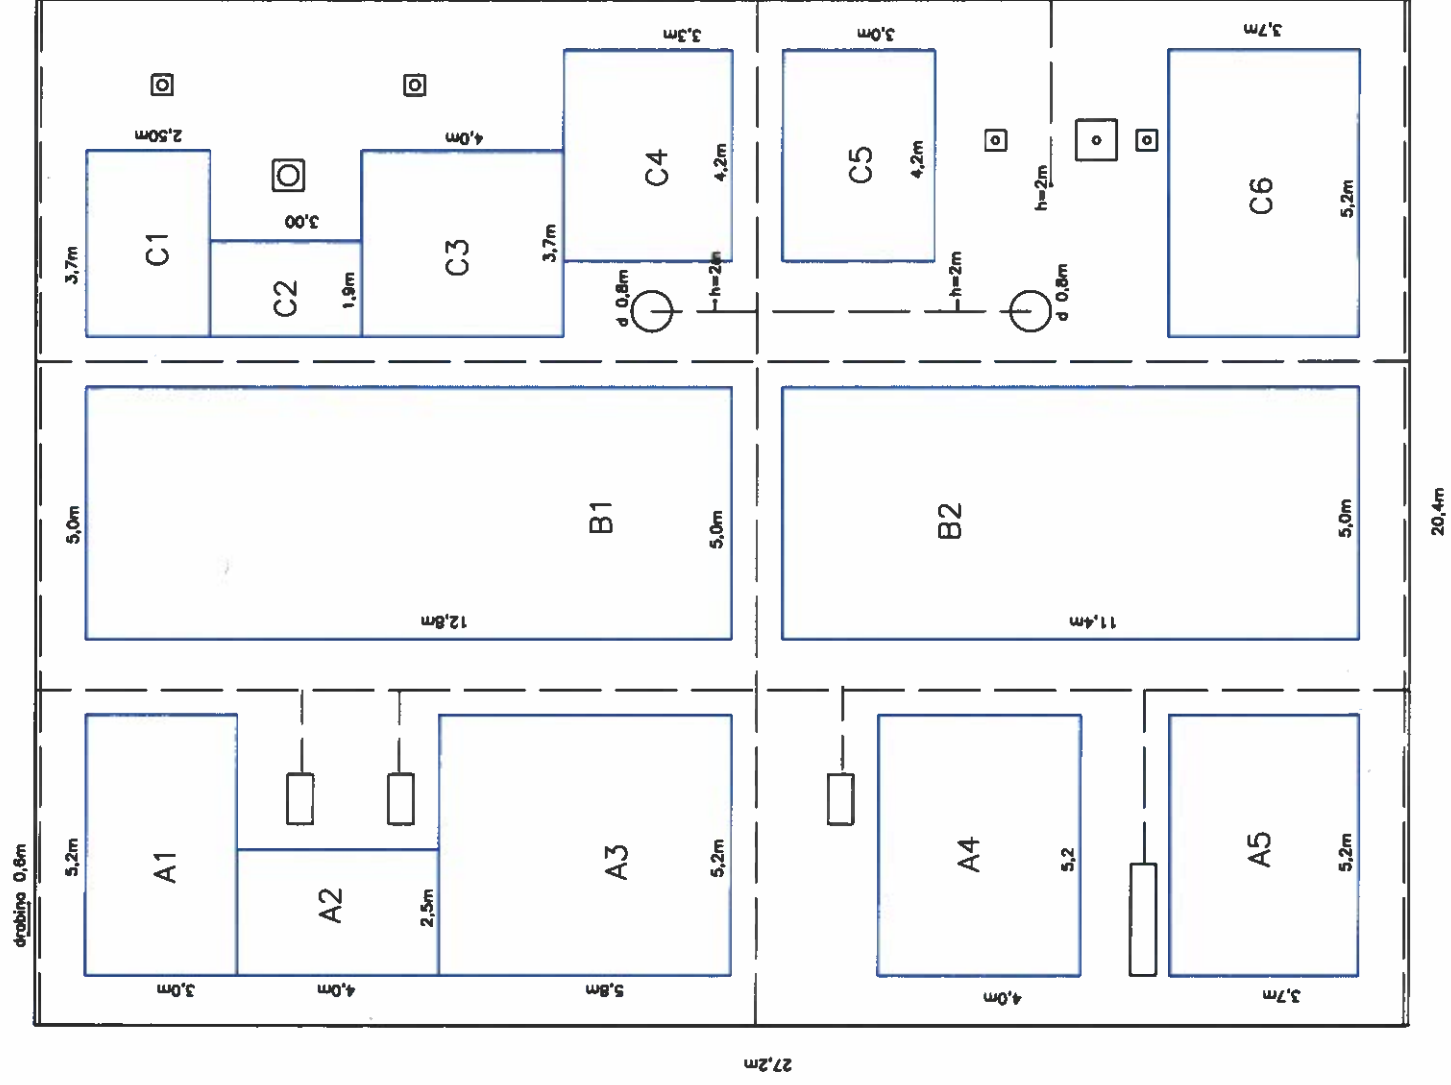 3,3m
3,0m
3,7m
2,50m
4,0m
C1
3,7m
3,00
C2
1,9m
C3
3,7m
C4
4,2m
C5
4,2m
h=2m
C6
5,2m
d 0,8m
h=2m
h=2m
d 0,8m
5,0m
B1
5,0m
12,8m
B2
5,0m
11,4m
20,4m
drabina 0,6m
5,2m
A1
A2
2,5m
A3
5,2m
A4
5,2
A5
5,2m
3,0m
4,0m
5,8m
4,0m
3,7m
27,2m